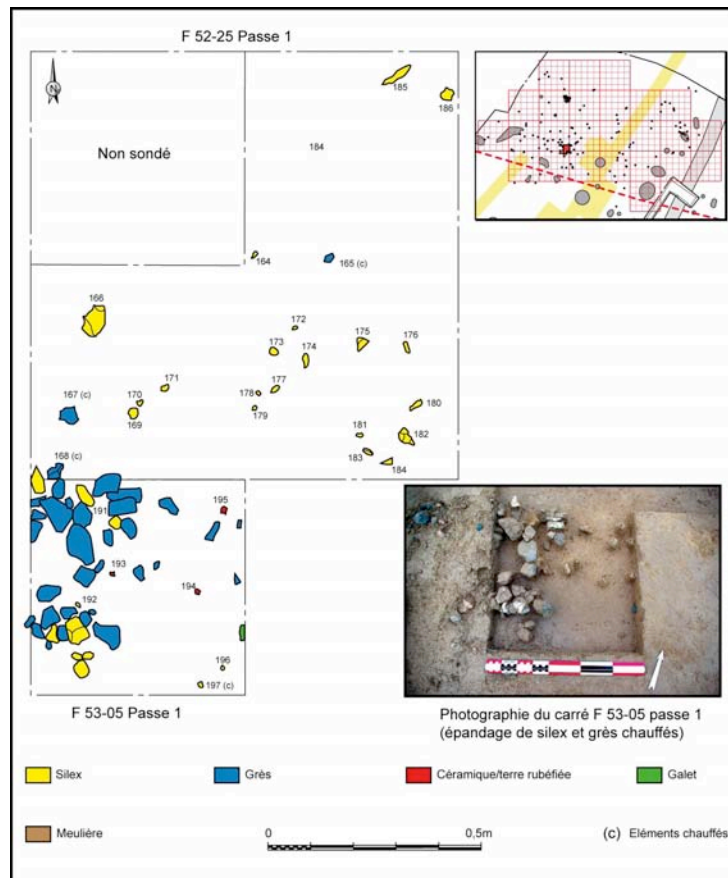 F 52-25 Passe 1
N
185
186
Non sondé
184
164
165 (c)
166
172
173
174
175
176
171
170
169
167 (c)
177
178
179
180
181
182
183
184
168 (c)
191
195
193
194
192
196
197 (c)
F 53-05 Passe 1
Photographie du carré F 53-05 passe 1
(épandage de silex et grès chauffés)
Silex
Grès
Céramique/terre rubéfiée
Galet
Meulière
0
0,5m
(c) Eléments chauffés